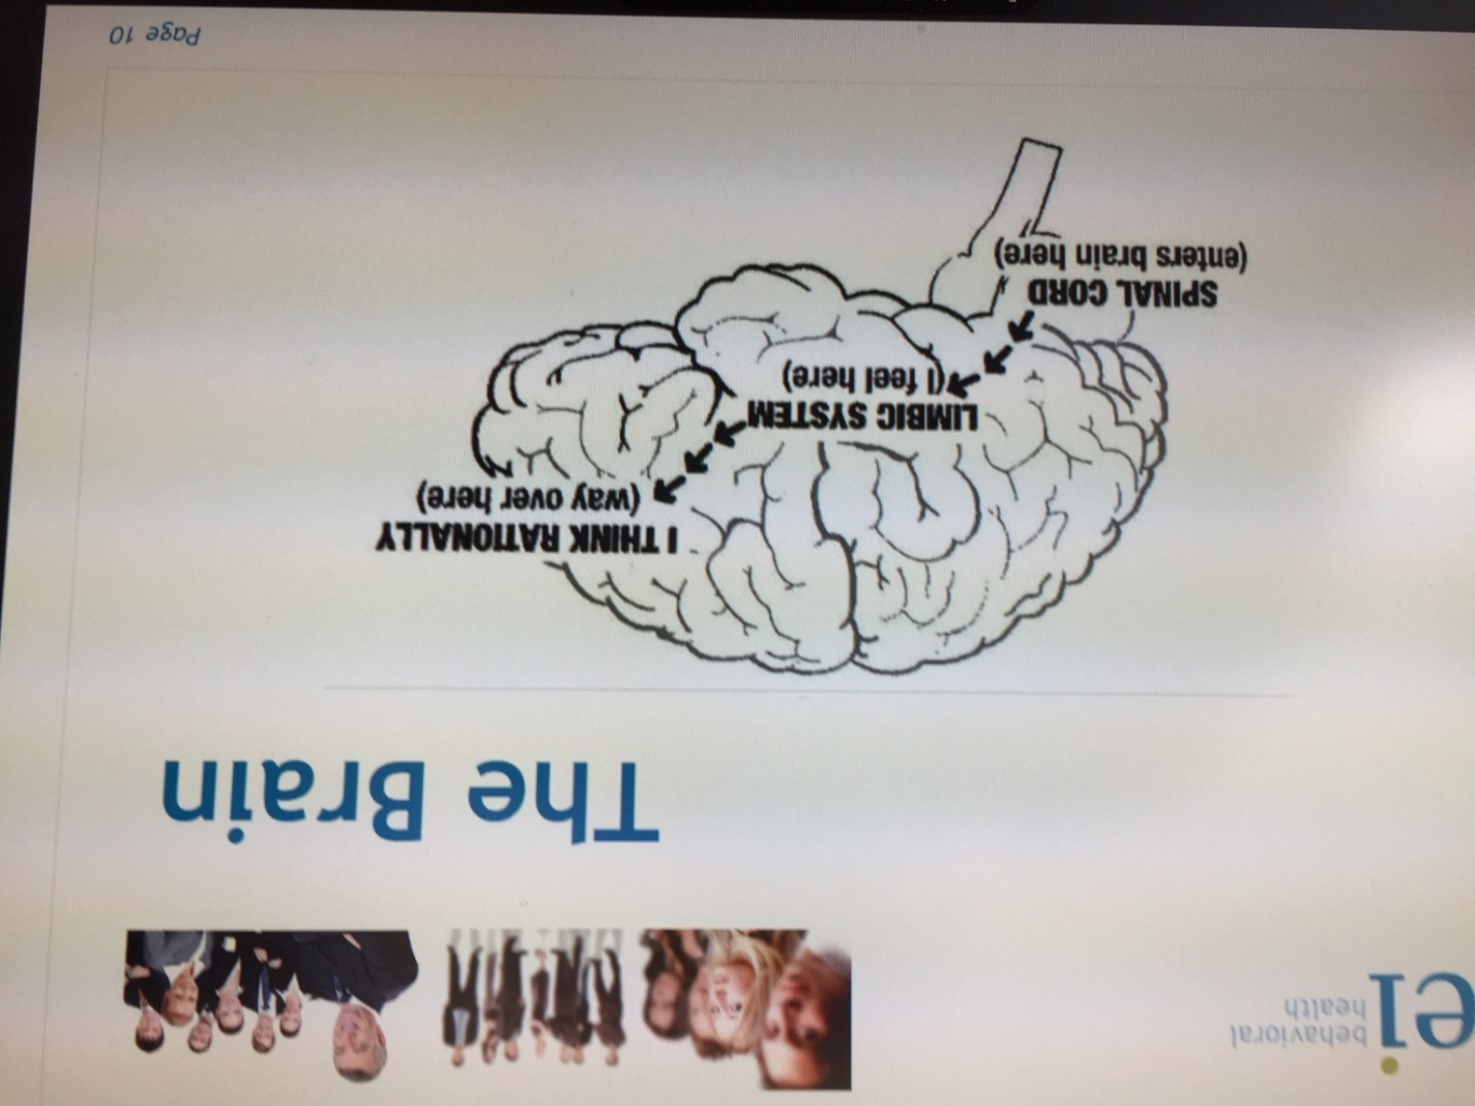 ei behavioral
health
The Brain
I THINK RATIONALLY
(way over here)
LIMBIC SYSTEM
(I feel here)
SPINAL CORD
(enters brain here)
Page 10